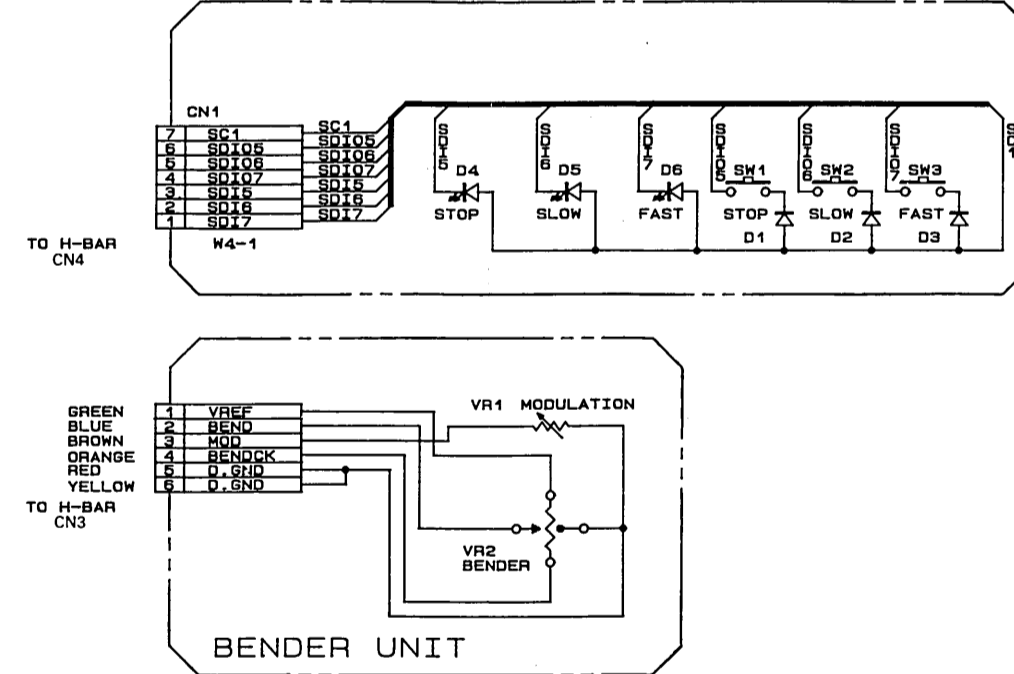 CN1
7 SC1 SC1
6 SDIO5 SDIO5
5 SDIO6 SDIO6
4 SDIO7 SDIO7
3 SDI5 SDI5
2 SDI6 SDI6
1 SDI7 SDI7
W4-1
TO H-BAR
CN4
SDI5
SDI6
SDI7
SDIO5
SDIO6
SDIO7
D4
STOP
D5
SLOW
D6
FAST
SW1
STOP
D1
SW2
SLOW
D2
SW3
FAST
D3
GREEN 1 VREF
BLUE 2 BEND
BROWN 3 MOD
ORANGE 4 BENDCK
RED 5 D.GND
YELLOW 6 D.GND
TO H-BAR
CN3
VR1 MODULATION
VR2
BENDER
BENDER UNIT